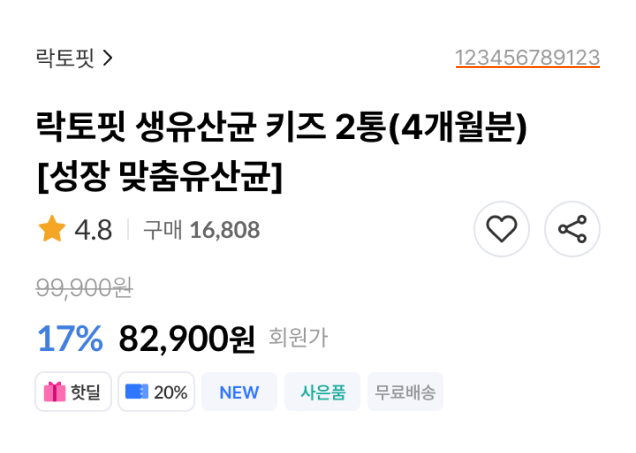 락토핏
123456789123
락토핏 생유산균 키즈 2통(4개월분)
[성장 맞춤유산균]
4.8 구매 16,808
99,900원
17% 82,900원 회원가
핫딜 20% NEW 사은품 무료배송